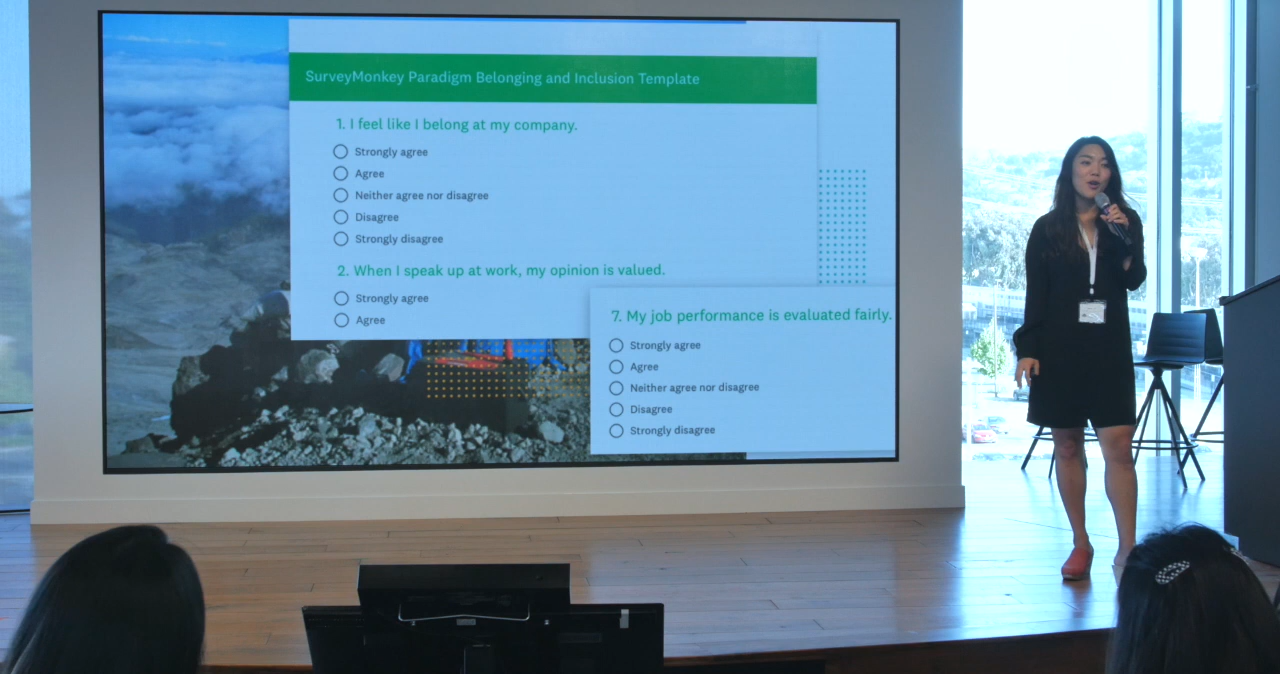 SurveyMonkey Paradigm Belonging and Inclusion Template
1. I feel like I belong at my company.
Strongly agree
Agree
Neither agree nor disagree
Disagree
Strongly disagree
2. When I speak up at work, my opinion is valued.
Strongly agree
Agree
7. My job performance is evaluated fairly.
Strongly agree
Agree
Neither agree nor disagree
Disagree
Strongly disagree